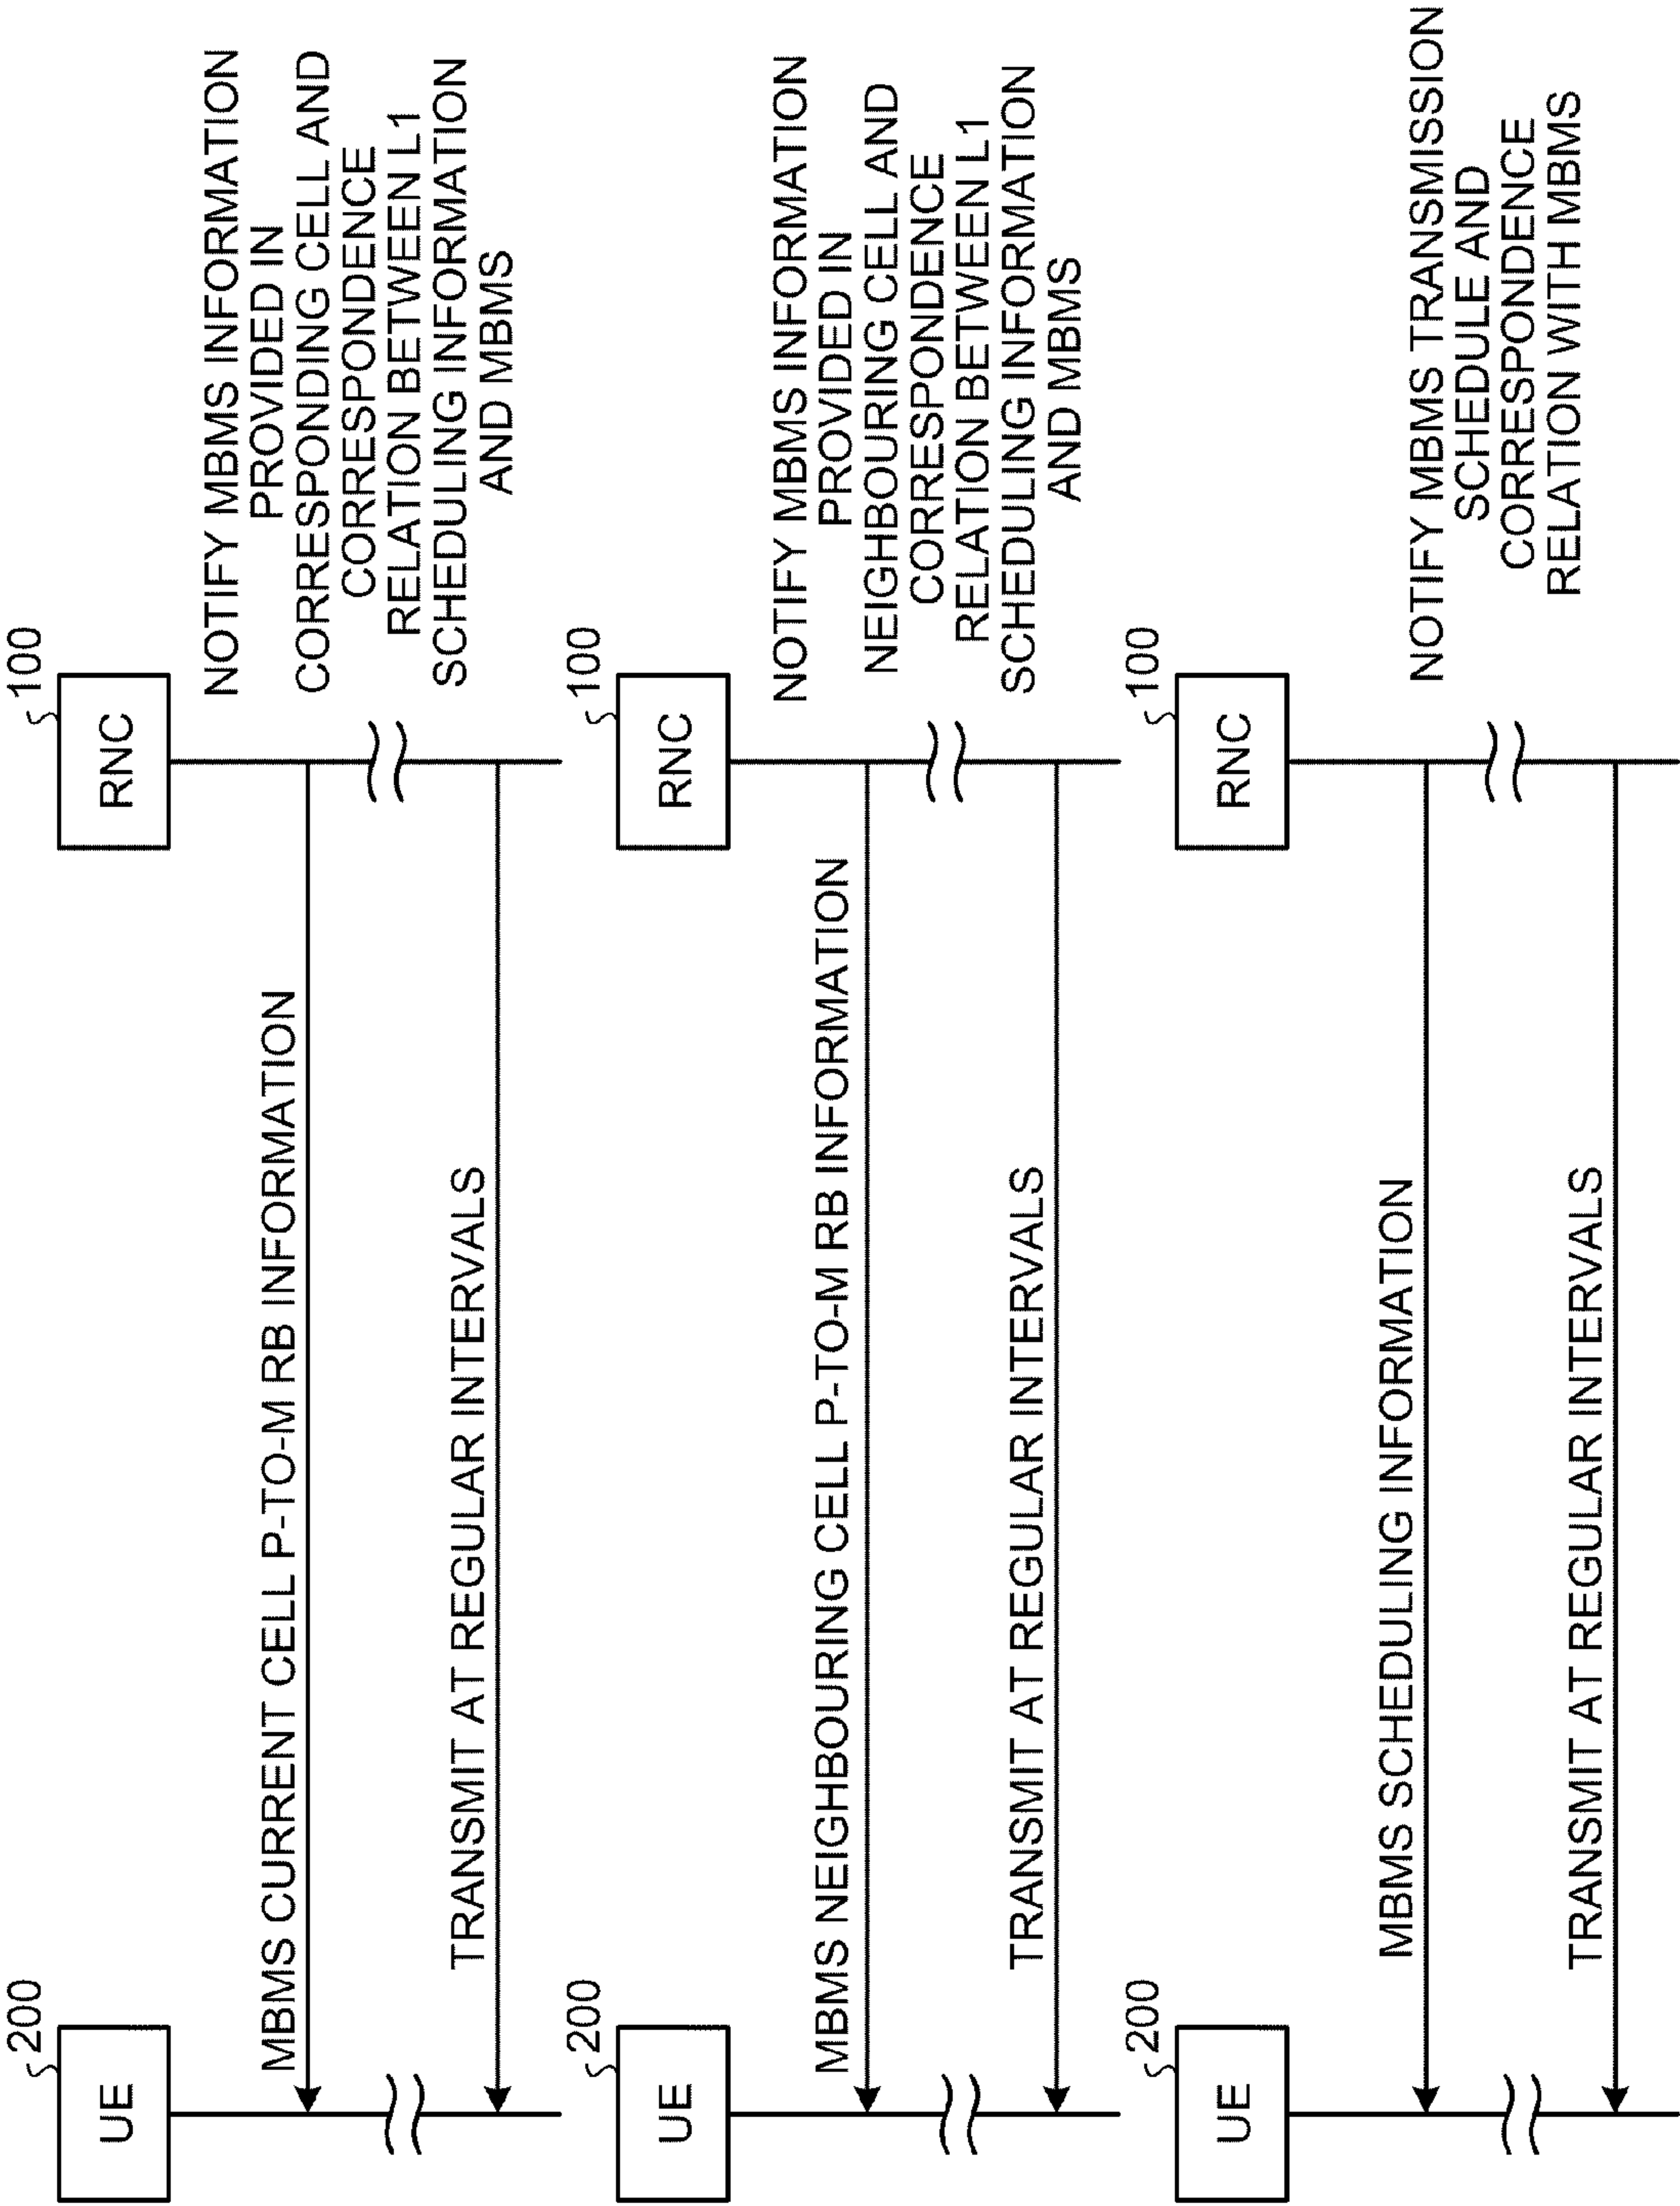 200
UE
100
RNC
MBMS CURRENT CELL P-TO-M RB INFORMATION
TRANSMIT AT REGULAR INTERVALS
NOTIFY MBMS INFORMATION
PROVIDED IN
CORRESPONDING CELL AND
CORRESPONDENCE
RELATION BETWEEN L1
SCHEDULING INFORMATION
AND MBMS
200
UE
100
RNC
MBMS NEIGHBOURING CELL P-TO-M RB INFORMATION
TRANSMIT AT REGULAR INTERVALS
NOTIFY MBMS INFORMATION
PROVIDED IN
NEIGHBOURING CELL AND
CORRESPONDENCE
RELATION BETWEEN L1
SCHEDULING INFORMATION
AND MBMS
200
UE
100
RNC
MBMS SCHEDULING INFORMATION
TRANSMIT AT REGULAR INTERVALS
NOTIFY MBMS TRANSMISSION
SCHEDULE AND
CORRESPONDENCE
RELATION WITH MBMS